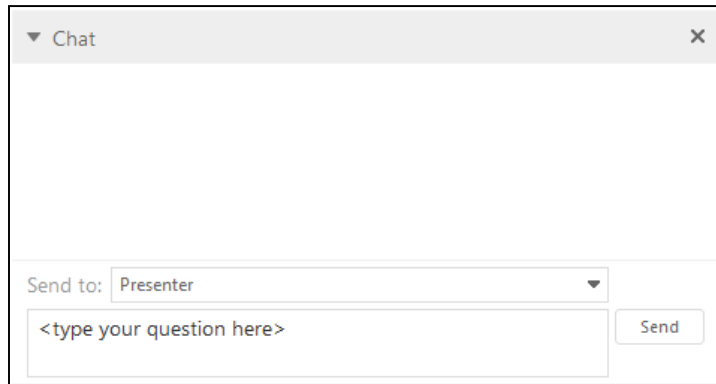 Chat
Send to: Presenter
<type your question here>
Send